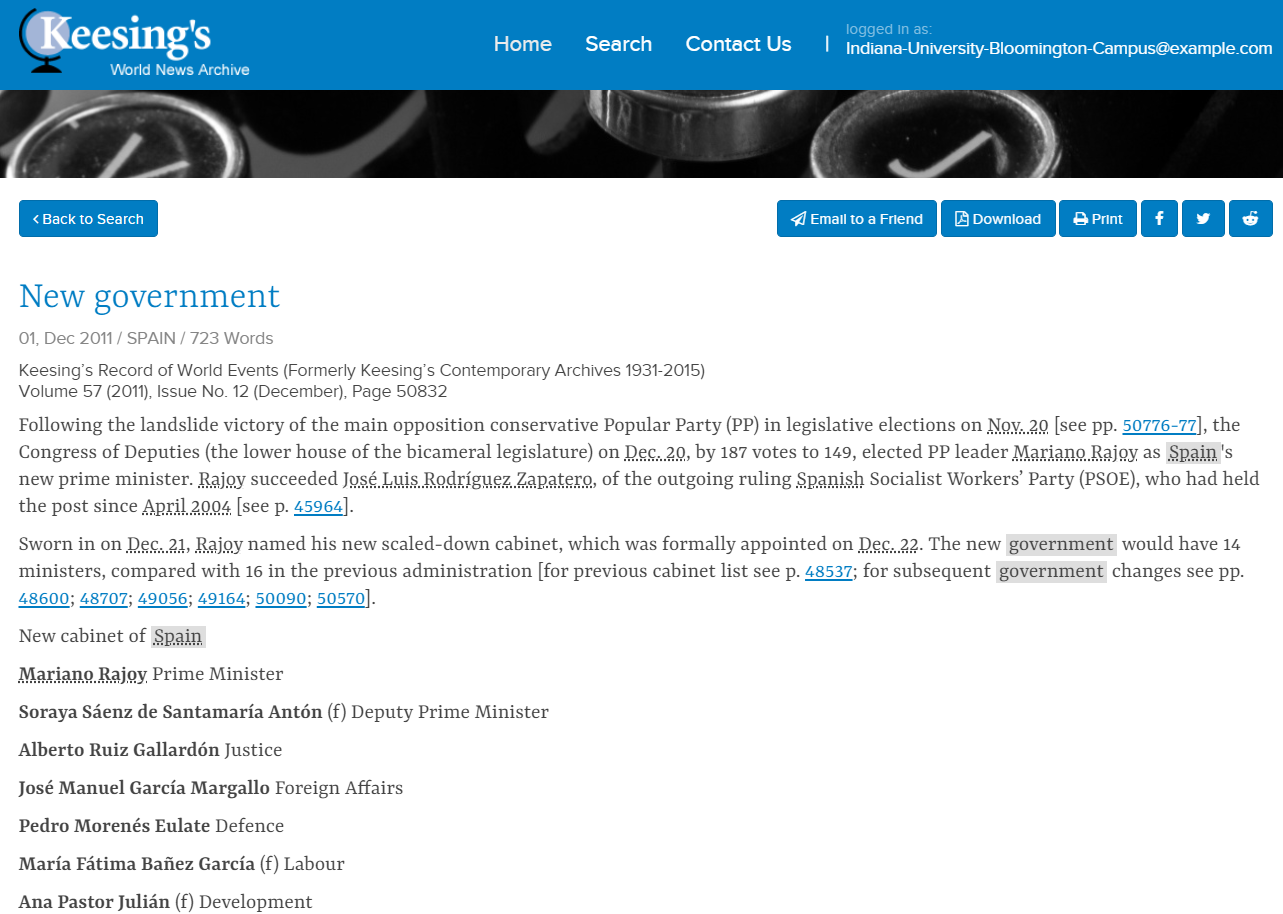 Keesing's
World News Archive
Home Search Contact Us | logged in as:
Indiana-University-Bloomington-Campus@example.com
< Back to Search
Email to a Friend Download Print
New government
01, Dec 2011 / SPAIN / 723 Words
Keesing's Record of World Events (Formerly Keesing's Contemporary Archives 1931-2015)
Volume 57 (2011), Issue No. 12 (December), Page 50832
Following the landslide victory of the main opposition conservative Popular Party (PP) in legislative elections on Nov. 20 [see pp. 50776-77], the
Congress of Deputies (the lower house of the bicameral legislature) on Dec. 20, by 187 votes to 149, elected PP leader Mariano Rajoy as Spain's
new prime minister. Rajoy succeeded José Luis Rodríguez Zapatero, of the outgoing ruling Spanish Socialist Workers' Party (PSOE), who had held
the post since April 2004 [see p. 45964].
Sworn in on Dec. 21, Rajoy named his new scaled-down cabinet, which was formally appointed on Dec. 22. The new government would have 14
ministers, compared with 16 in the previous administration [for previous cabinet list see p. 48537; for subsequent government changes see pp.
48600; 48707; 49056; 49164; 50090; 50570].
New cabinet of Spain
Mariano Rajoy Prime Minister
Soraya Sáenz de Santamaría Antón (f) Deputy Prime Minister
Alberto Ruiz Gallardón Justice
José Manuel García Margallo Foreign Affairs
Pedro Morenés Eulate Defence
María Fátima Bañez García (f) Labour
Ana Pastor Julián (f) Development